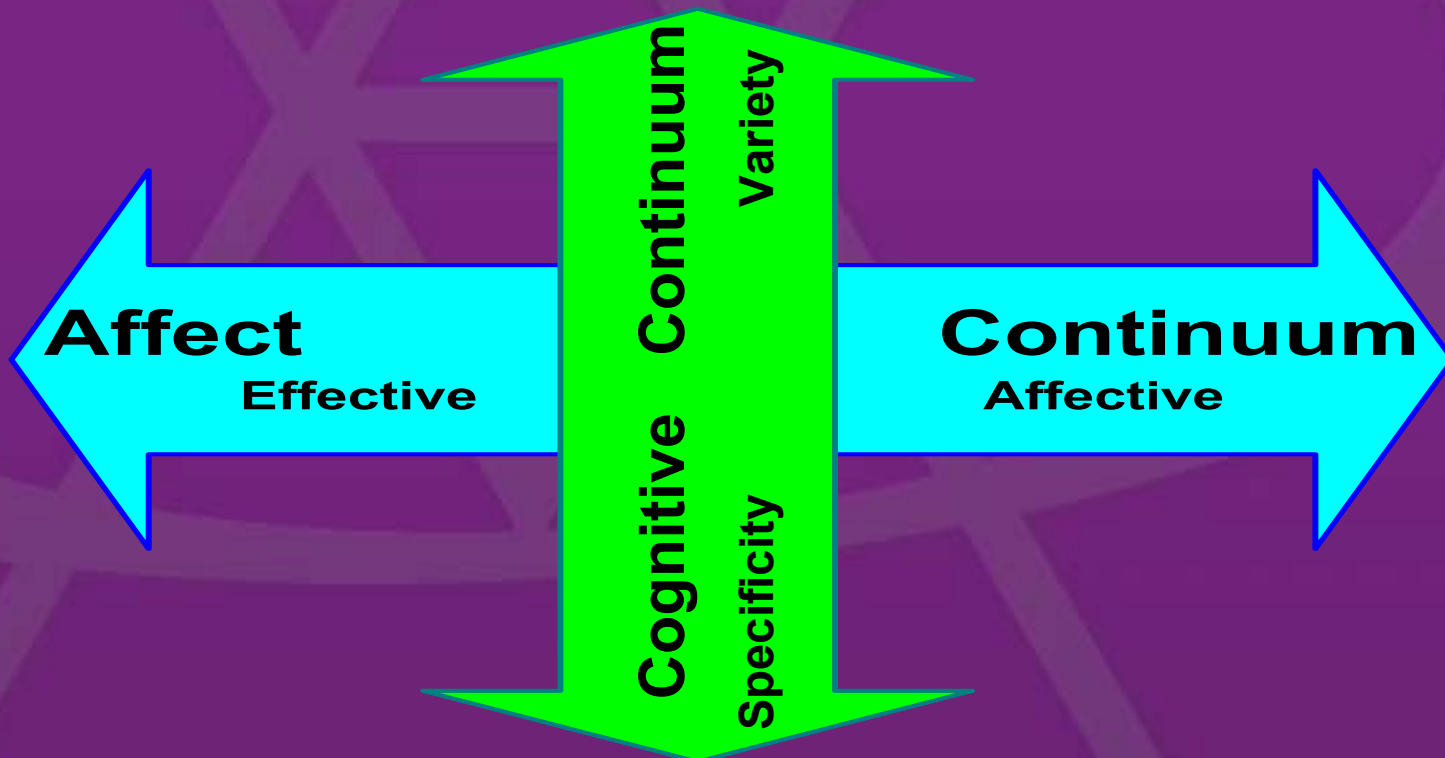 Cognitive Continuum
Specificity Variety
Affect Continuum
Effective Affective